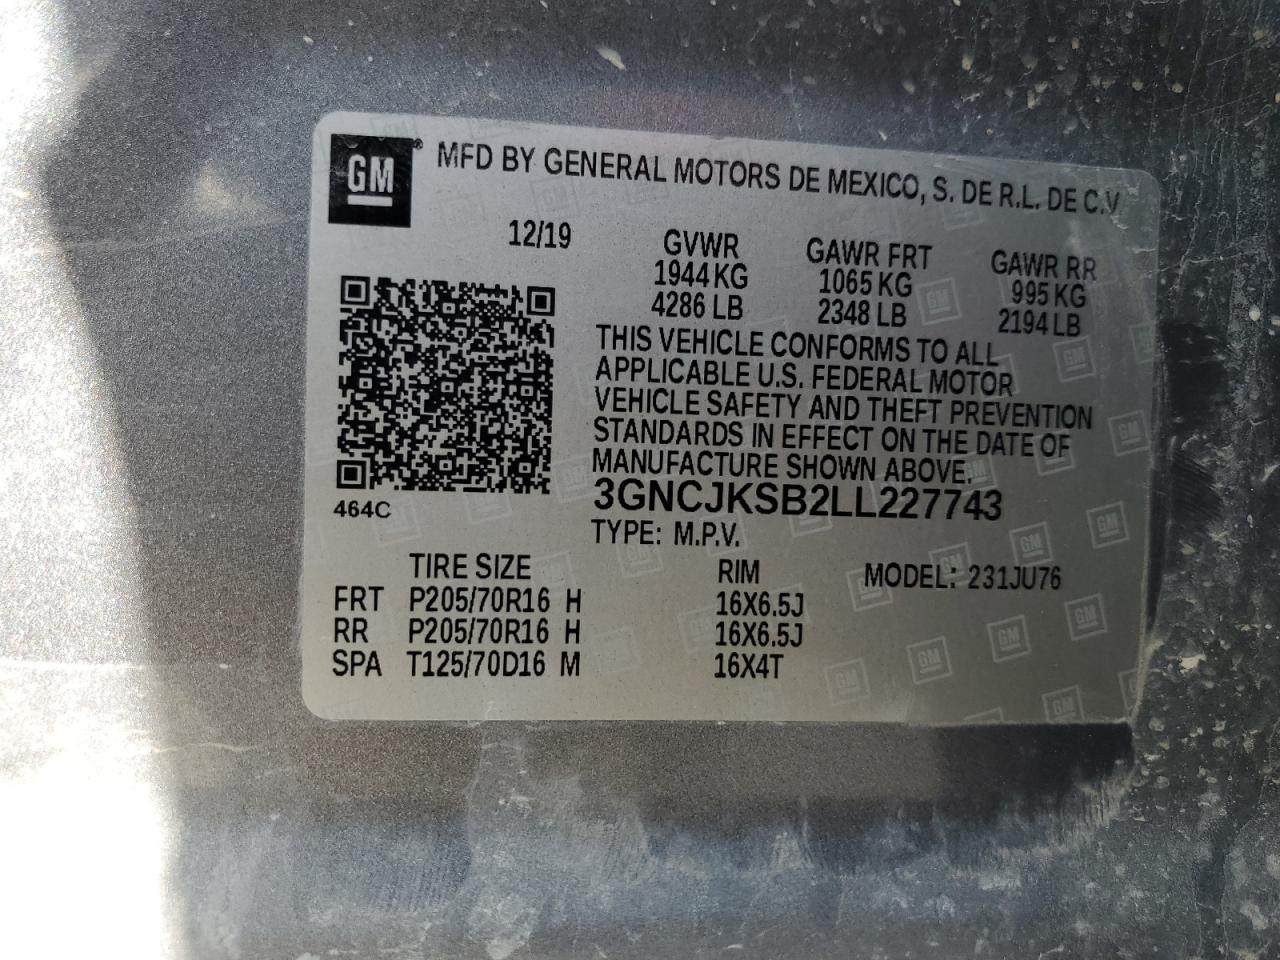 GM® MFD BY GENERAL MOTORS DE MEXICO, S. DE R.L. DE C.V
12/19
GVWR GAWR FRT GAWR RR
1944 KG 1065 KG 995 KG
4286 LB 2348 LB 2194 LB
THIS VEHICLE CONFORMS TO ALL
APPLICABLE U.S. FEDERAL MOTOR
VEHICLE SAFETY AND THEFT PREVENTION
STANDARDS IN EFFECT ON THE DATE OF
MANUFACTURE SHOWN ABOVE.
3GNCJKSB2LL227743
464C
TYPE: M.P.V.
TIRE SIZE RIM MODEL: 231JU76
FRT P205/70R16 H 16X6.5J
RR P205/70R16 H 16X6.5J
SPA T125/70D16 M 16X4T